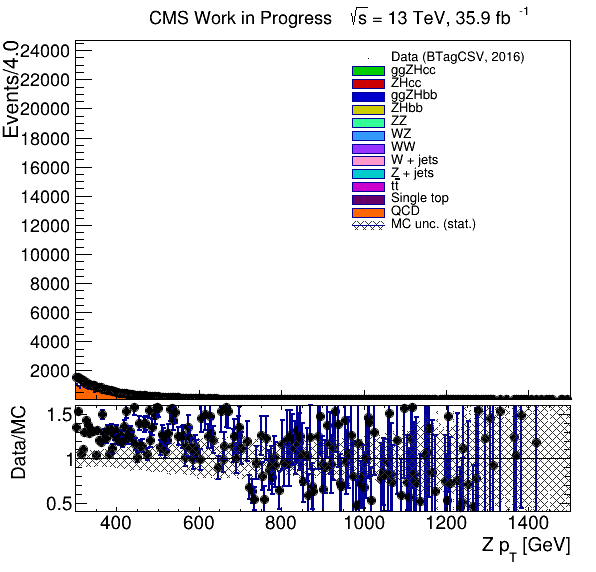 CMS Work in Progress √s = 13 TeV, 35.9 fb⁻¹
Events/4.0
24000
22000
20000
18000
16000
14000
12000
10000
8000
6000
4000
2000
Data (BTagCSV, 2016)
ggZHcc
ZHcc
ggZHbb
ZHbb
ZZ
WZ
WW
W + jets
Z + jets
tt̅
Single top
QCD
MC unc. (stat.)
Data/MC
1.5
1
0.5
400 600 800 1000 1200 1400
Z p_T [GeV]